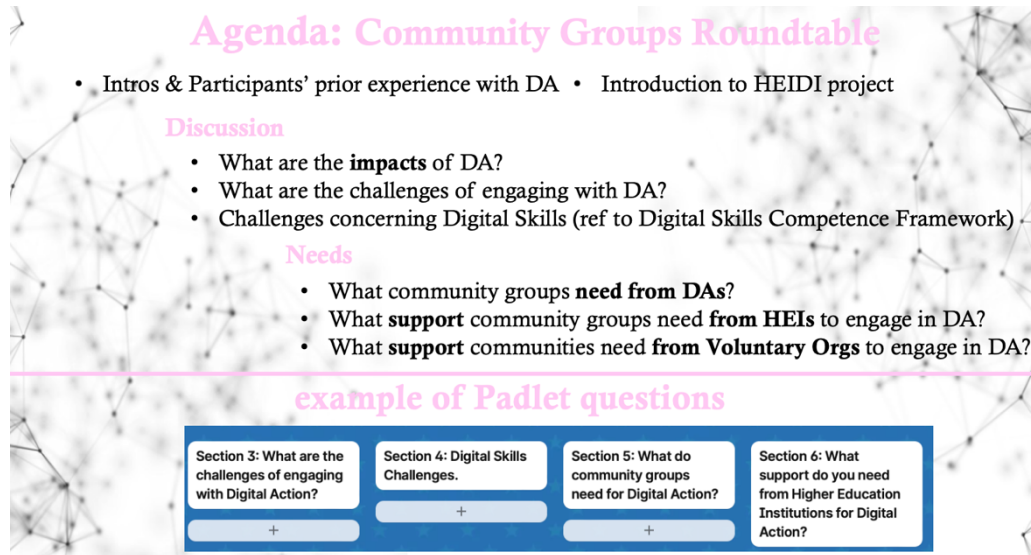 Agenda: Community Groups Roundtable
• Intros & Participants' prior experience with DA • Introduction to HEIDI project
Discussion
• What are the impacts of DA?
• What are the challenges of engaging with DA?
• Challenges concerning Digital Skills (ref to Digital Skills Competence Framework)
Needs
• What community groups need from DAs?
• What support community groups need from HEIs to engage in DA?
• What support communities need from Voluntary Orgs to engage in DA?
example of Padlet questions
Section 3: What are the
challenges of engaging
with Digital Action?
+
Section 4: Digital Skills
Challenges.
+
Section 5: What do
community groups
need for Digital Action?
+
Section 6: What
support do you need
from Higher Education
Institutions for Digital
Action?